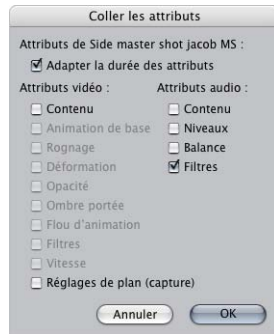 Coller les attributs
Attributs de Side master shot jacob MS :
Adapter la durée des attributs
Attributs vidéo : Attributs audio :
Contenu Contenu
Animation de base Niveaux
Rognage Balance
Déformation Filtres
Opacité
Ombre portée
Flou d'animation
Filtres
Vitesse
Réglages de plan (capture)
Annuler OK